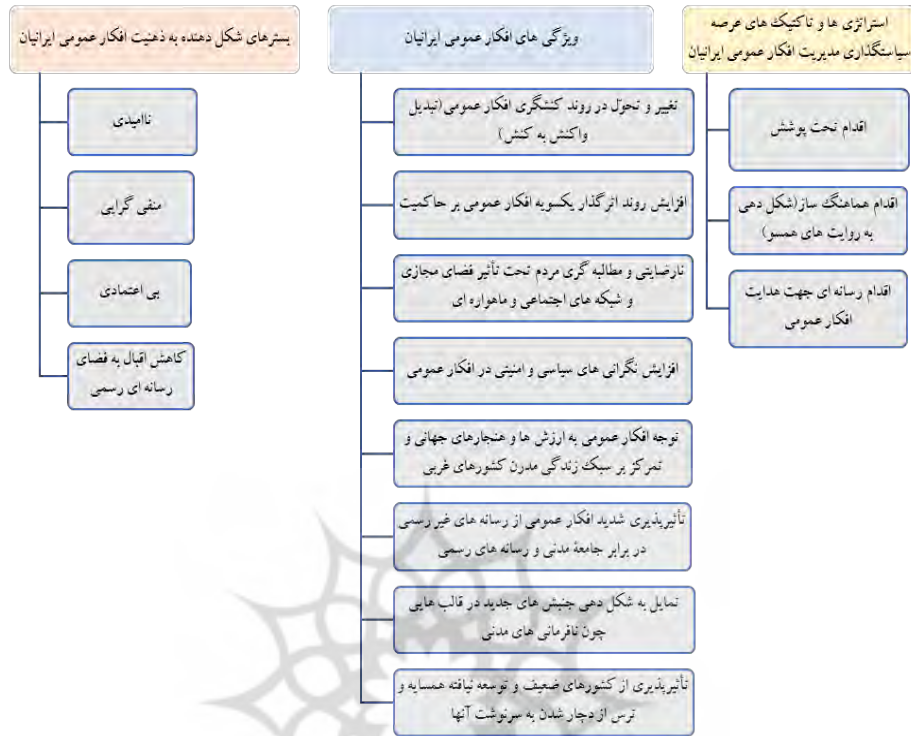 استراتژی ها و تاکتیک های عرصه
سیاستگذاری مدیریت افکار عمومی ایرانیان
اقدام تحت پوشش
اقدام هماهنگ ساز(شکل دهی
به روایت های همسو)
اقدام رسانه ای جهت هدایت
افکار عمومی
ویژگی های افکار عمومی ایرانیان
تغییر و تحوّل در روند کنشگری افکار عمومی(تبدیل
واکنش به کنش)
افزایش روند اثرگذار یکسویه افکار عمومی بر حاکمیت
نارضایتی و مطالبه گری مردم تحت تأثیر فضای مجازی
و شبکه های اجتماعی و ماهواره ای
افزایش نگرانی های سیاسی و امنیتی در افکار عمومی
توجه افکار عمومی به ارزش ها و هنجارهای جهانی و
تمرکز بر سبک زندگی مدرن کشورهای غربی
تأثیرپذیری شدید افکار عمومی از رسانه های غیر رسمی
در برابر جامعۀ مدنی و رسانه های رسمی
تمایل به شکل دهی جنبش های جدید در قالب هایی
چون نافرمانی های مدنی
تأثیرپذیری از کشورهای ضعیف و توسعه نیافته همسایه و
ترس از دچار شدن به سرنوشت آنها
بسترهای شکل دهنده به ذهنیت افکار عمومی ایرانیان
ناامیدی
منفی گرایی
بی اعتمادی
کاهش اقبال به فضای
رسانه ای رسمی